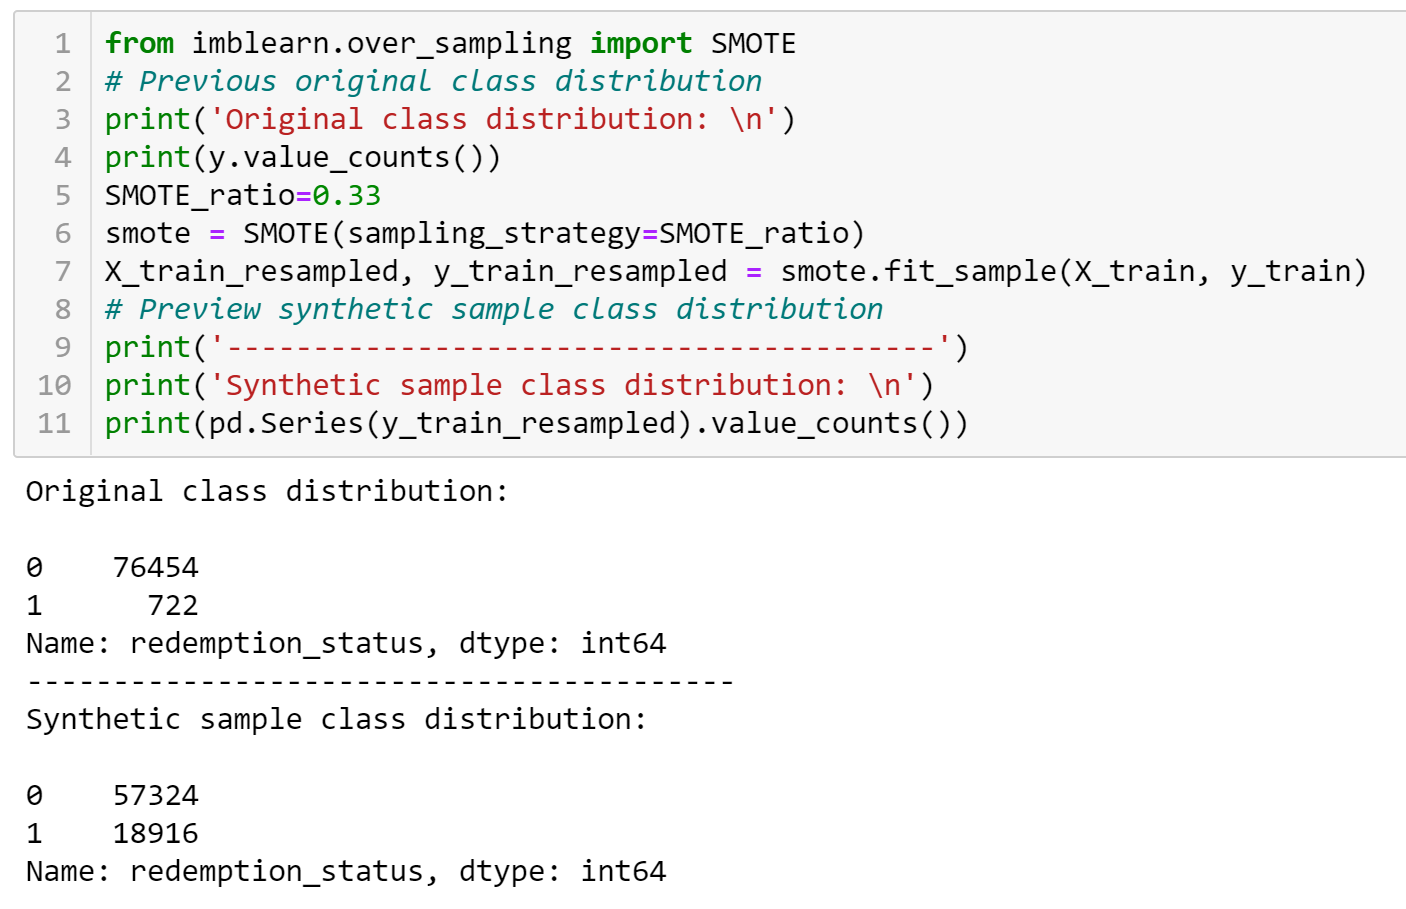 1 from imblearn.over_sampling import SMOTE
2 # Previous original class distribution
3 print('Original class distribution: \n')
4 print(y.value_counts())
5 SMOTE_ratio=0.33
6 smote = SMOTE(sampling_strategy=SMOTE_ratio)
7 X_train_resampled, y_train_resampled = smote.fit_sample(X_train, y_train)
8 # Preview synthetic sample class distribution
9 print('-----------------------------------------')
10 print('Synthetic sample class distribution: \n')
11 print(pd.Series(y_train_resampled).value_counts())
Original class distribution:
0    76454
1      722
Name: redemption_status, dtype: int64
-----------------------------------------
Synthetic sample class distribution:
0    57324
1    18916
Name: redemption_status, dtype: int64